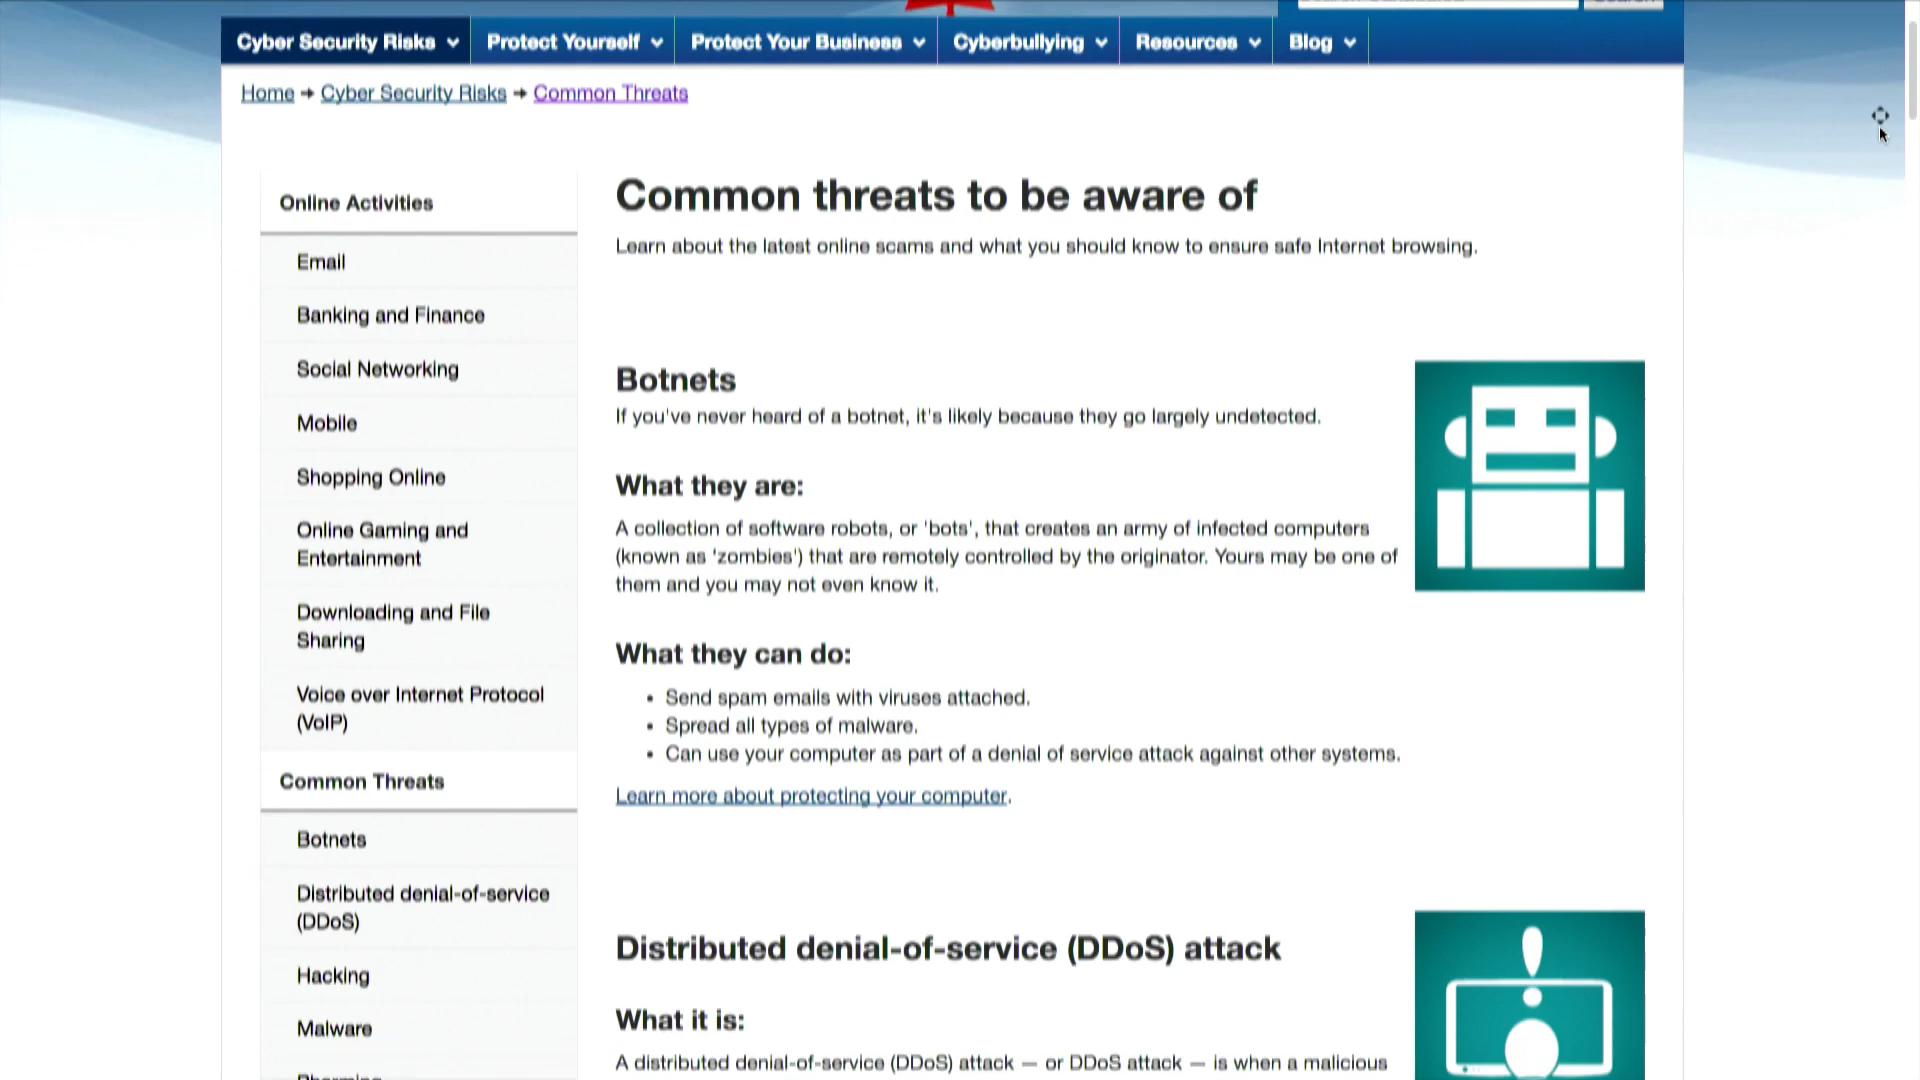 Cyber Security Risks
Protect Yourself
Protect Your Business
Cyberbullying
Resources
Blog
Home → Cyber Security Risks → Common Threats
Online Activities
Email
Banking and Finance
Social Networking
Mobile
Shopping Online
Online Gaming and
Entertainment
Downloading and File
Sharing
Voice over Internet Protocol
(VoIP)
Common Threats
Botnets
Distributed denial-of-service
(DDoS)
Hacking
Malware
Common threats to be aware of
Learn about the latest online scams and what you should know to ensure safe Internet browsing.
Botnets
If you've never heard of a botnet, it's likely because they go largely undetected.
What they are:
A collection of software robots, or 'bots', that creates an army of infected computers
(known as 'zombies') that are remotely controlled by the originator. Yours may be one of
them and you may not even know it.
What they can do:
• Send spam emails with viruses attached.
• Spread all types of malware.
• Can use your computer as part of a denial of service attack against other systems.
Learn more about protecting your computer.
Distributed denial-of-service (DDoS) attack
What it is:
A distributed denial-of-service (DDoS) attack — or DDoS attack — is when a malicious